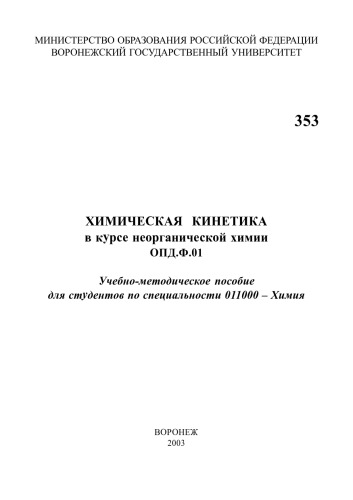 МИНИСТЕРСТВО ОБРАЗОВАНИЯ РОССИЙСКОЙ ФЕДЕРАЦИИ
ВОРОНЕЖСКИЙ ГОСУДАРСТВЕННЫЙ УНИВЕРСИТЕТ
353
ХИМИЧЕСКАЯ КИНЕТИКА
в курсе неорганической химии
ОПД.Ф.01
Учебно-методическое пособие
для студентов по специальности 011000 – Химия
ВОРОНЕЖ
2003